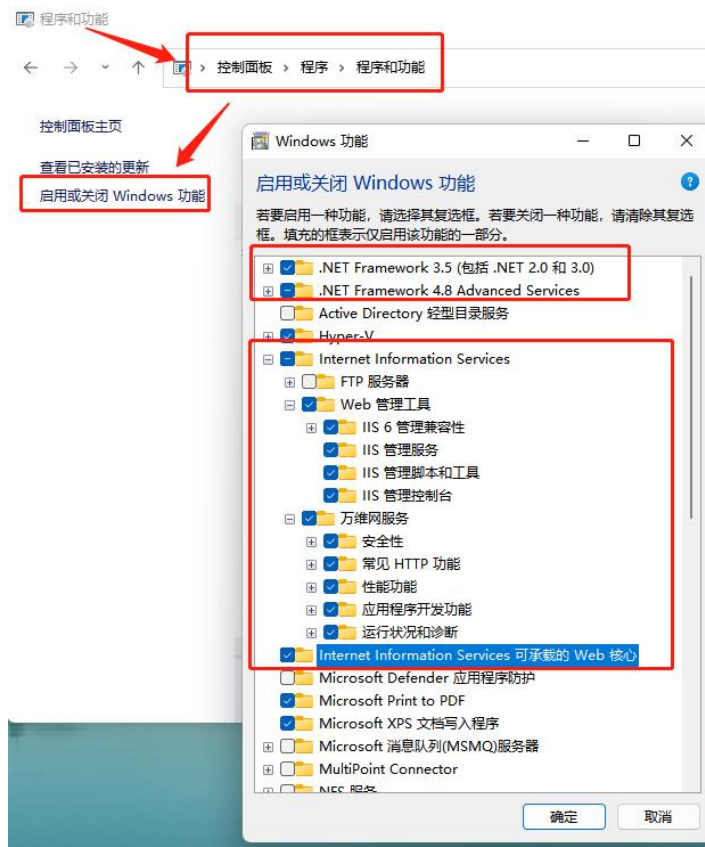 程序和功能
控制面板 › 程序 › 程序和功能
控制面板主页
查看已安装的更新
启用或关闭 Windows 功能
Windows 功能
启用或关闭 Windows 功能
若要启用一种功能，请选择其复选框。若要关闭一种功能，请清除其复选
框。填充的框表示仅启用该功能的一部分。
.NET Framework 3.5 (包括 .NET 2.0 和 3.0)
.NET Framework 4.8 Advanced Services
Active Directory 轻型目录服务
Hyper-V
Internet Information Services
FTP 服务器
Web 管理工具
IIS 6 管理兼容性
IIS 管理服务
IIS 管理脚本和工具
IIS 管理控制台
万维网服务
安全性
常见 HTTP 功能
性能功能
应用程序开发功能
运行状况和诊断
Internet Information Services 可承载的 Web 核心
Microsoft Defender 应用程序防护
Microsoft Print to PDF
Microsoft XPS 文档写入程序
Microsoft 消息队列(MSMQ)服务器
MultiPoint Connector
NFS 服务
确定
取消